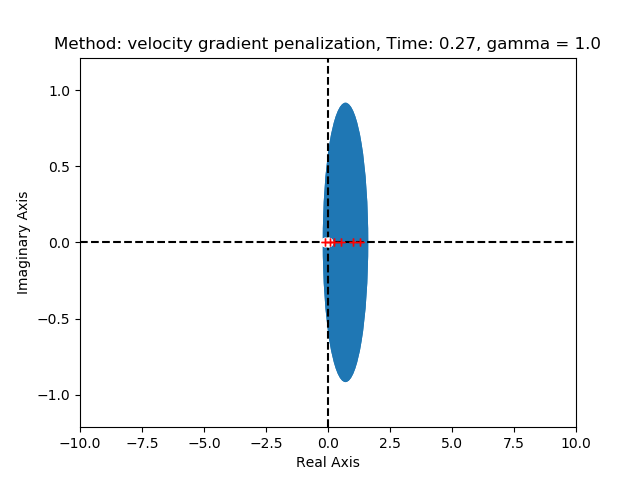 Method: velocity gradient penalization, Time: 0.27, gamma = 1.0
1.0
0.5
0.0
−0.5
−1.0
Imaginary Axis
−10.0 −7.5 −5.0 −2.5 0.0 2.5 5.0 7.5 10.0
Real Axis